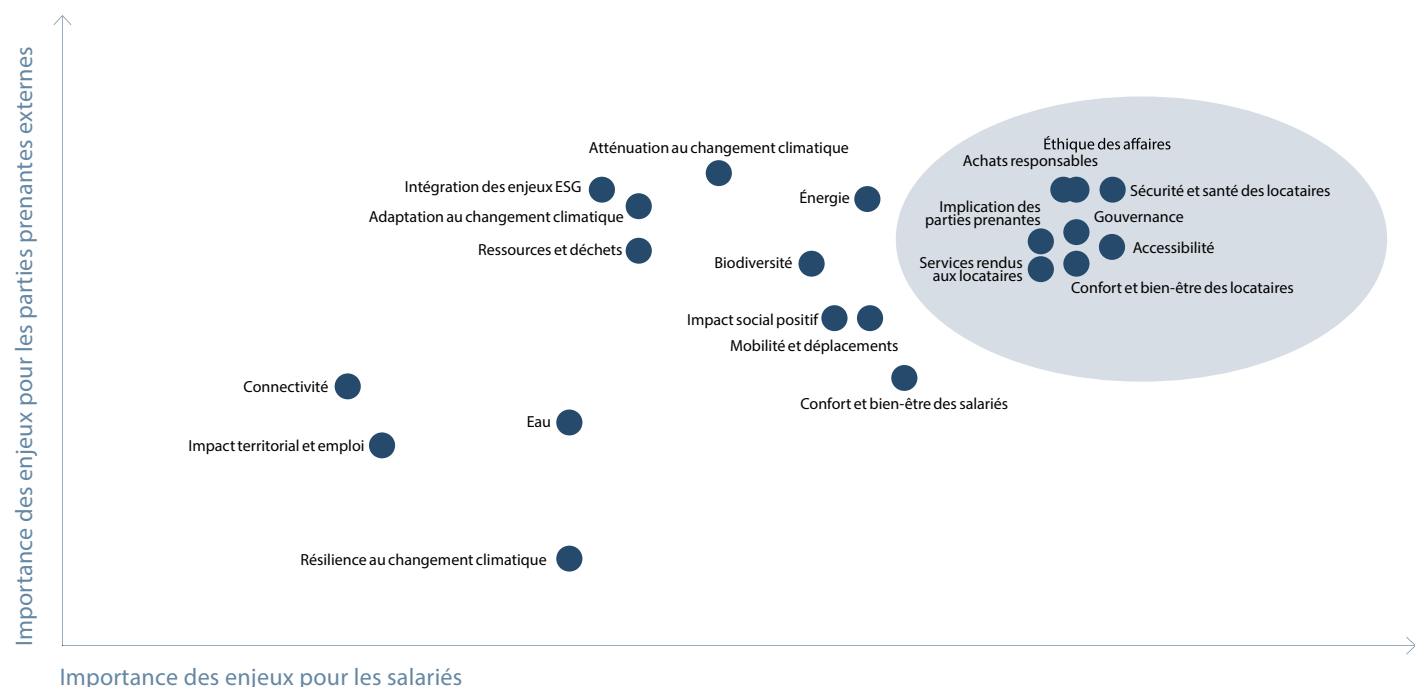 Importance des enjeux pour les parties prenantes externes
Éthique des affaires
Atténuation au changement climatique
Achats responsables
Intégration des enjeux ESG
Sécurité et santé des locataires
Énergie
Implication des
parties prenantes
Adaptation au changement climatique
Gouvernance
Ressources et déchets
Accessibilité
Biodiversité
Services rendus
aux locataires
Confort et bien-être des locataires
Impact social positif
Mobilité et déplacements
Connectivité
Confort et bien-être des salariés
Eau
Impact territorial et emploi
Résilience au changement climatique
Importance des enjeux pour les salariés